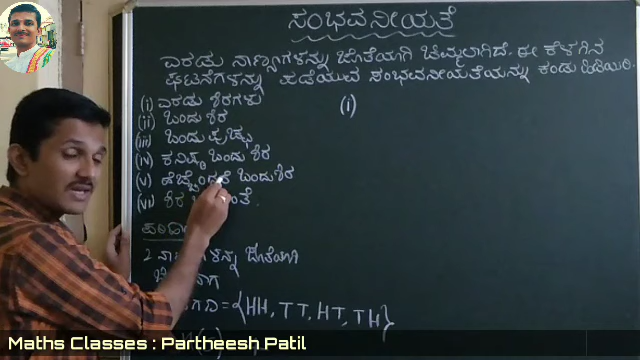 ಸಂಭವನೀಯತೆ
ಎರಡು ನಾಣ್ಯಗಳನ್ನು ಜೊತೆಯಾಗಿ ಚಿಮ್ಮಲಾಗಿದೆ. ಈ ಕೆಳಗಿನ
ಘಟನೆಗಳನ್ನು ಪಡೆಯುವ ಸಂಭವನೀಯತೆಯನ್ನು ಕಂಡು ಹಿಡಿಯಿರಿ.
(i) ಎರಡು ಶಿರಗಳು (i)
(ii) ಒಂದು ಶಿರ
(iii) ಒಂದು ಪುಚ್ಛ
(iv) ಕನಿಷ್ಠ ಒಂದು ಶಿರ
(v) ಹೆಚ್ಚೆಂದರೆ ಒಂದು ಶಿರ
(vi) ಶಿರ
2 ನಾಣ್ಯಗಳನ್ನು ಜೊತೆಯಾಗಿ
= {HH, TT, HT, TH}
Maths Classes : Partheesh Patil